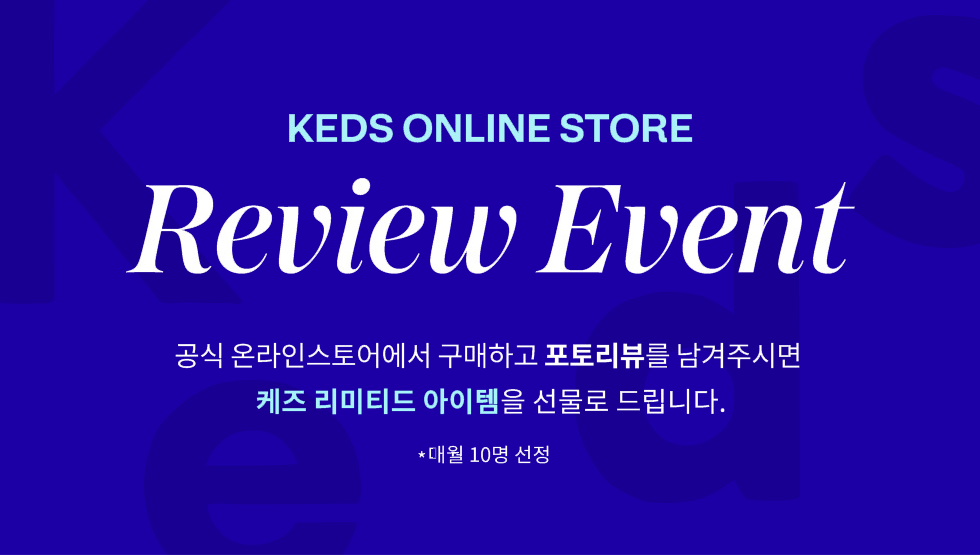 KEDS ONLINE STORE
Review Event
공식 온라인스토어에서 구매하고 포토리뷰를 남겨주시면
케즈 리미티드 아이템을 선물로 드립니다.
*매월 10명 선정
Keds